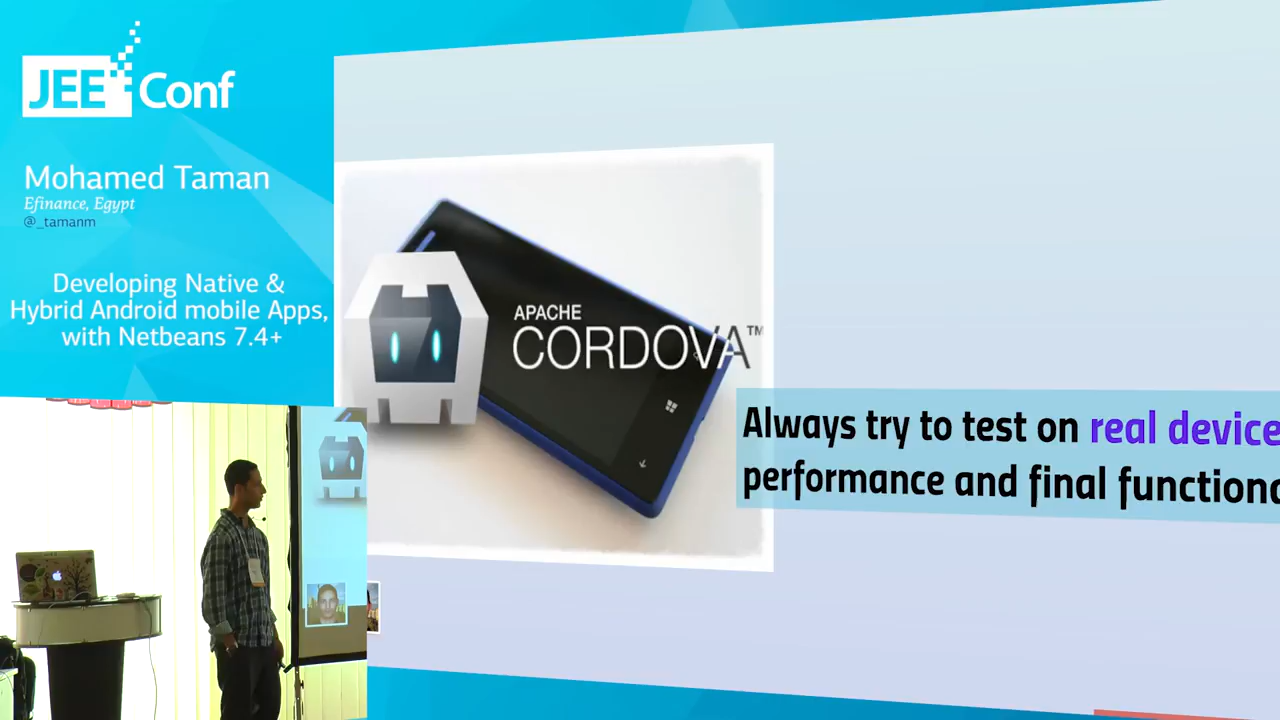 JEE Conf
Mohamed Taman
Efinance, Egypt
@_tamanm
Developing Native &
Hybrid Android mobile Apps,
with Netbeans 7.4+
APACHE
CORDOVA™
Always try to test on real device
performance and final functiona